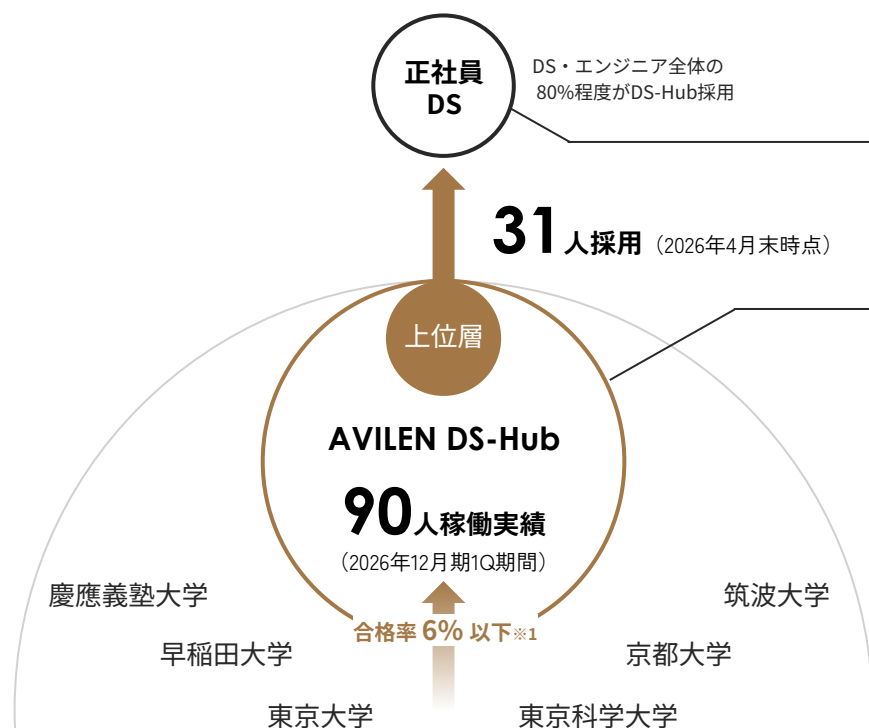 正社員
DS
DS・エンジニア全体の
80%程度がDS-Hub採用
31人採用（2026年4月末時点）
上位層
AVILEN DS-Hub
90人稼働実績
（2026年12月期1Q期間）
慶應義塾大学
筑波大学
合格率 6% 以下※1
早稲田大学
京都大学
東京大学
東京科学大学